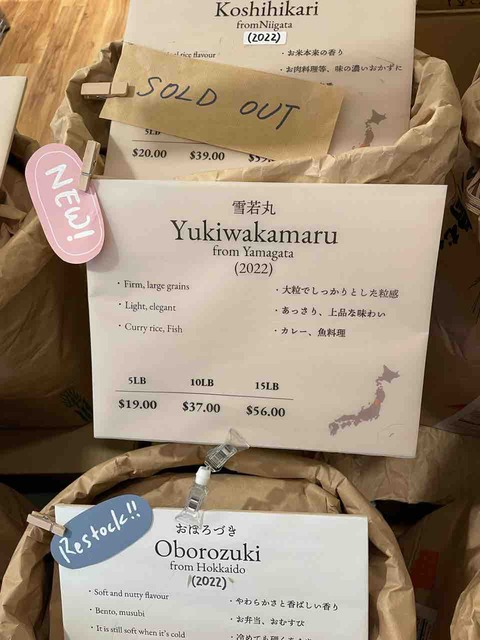 Koshihikari
fromNiigata
(2022)
rice flavour
・お米本来の香り
・お肉料理等、味の濃いおかずに
SOLD OUT
5LB
$20.00 $39.00
NEW!
雪若丸
Yukiwakamaru
from Yamagata
(2022)
・Firm, large grains
・Light, elegant
・Curry rice, Fish
・大粒でしっかりとした粒感
・あっさり、上品な味わい
・カレー、魚料理
5LB 10LB 15LB
$19.00 $37.00 $56.00
Restock!!
おぼろづき
Oborozuki
from Hokkaido
(2022)
・Soft and nutty flavour
・Bento, musubi
・It is still soft when it's cold
・やわらかさと香ばしい香り
・お弁当、おむすび